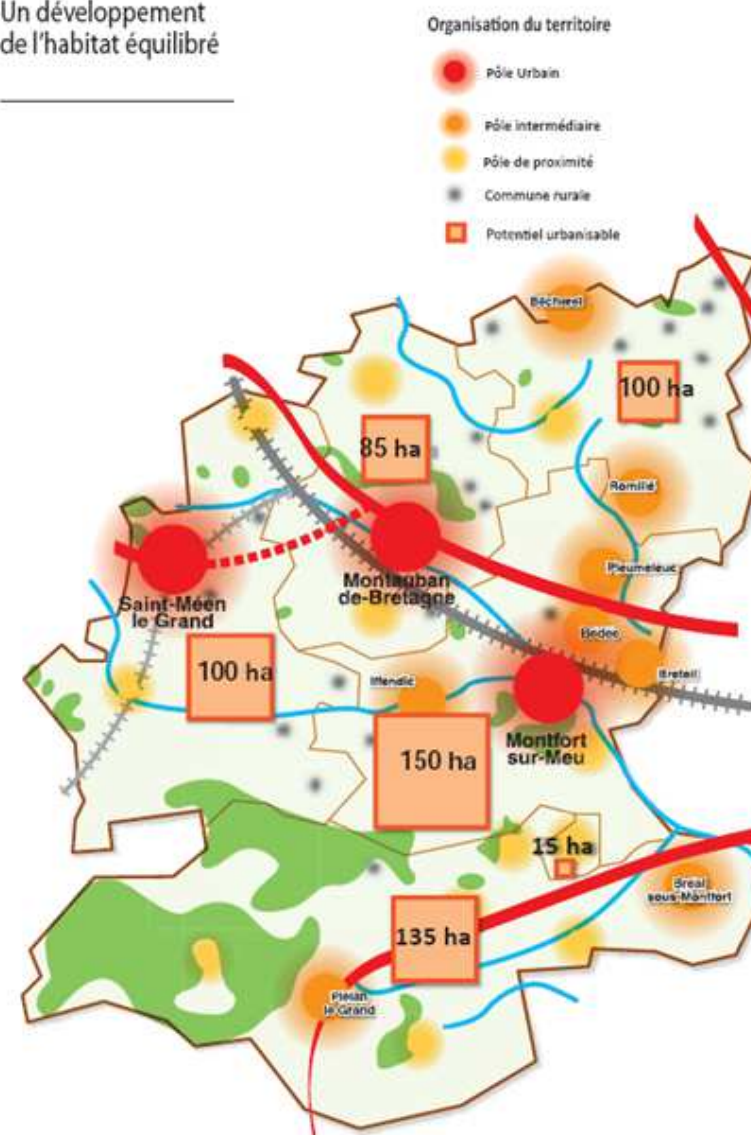 Un développement
de l'habitat équilibré
Organisation du territoire
Pôle Urbain
Pôle intermédiaire
Pôle de proximité
Commune rurale
Potentiel urbanisable
Bécherel
100 ha
85 ha
Romillé
Pleumeleuc
Montauban
de-Bretagne
Saint-Méen
le Grand
Bédée
Breteil
100 ha
Iffendic
Montfort
sur-Meu
150 ha
15 ha
Bréal
sous-Montfort
135 ha
Plélan
le Grand